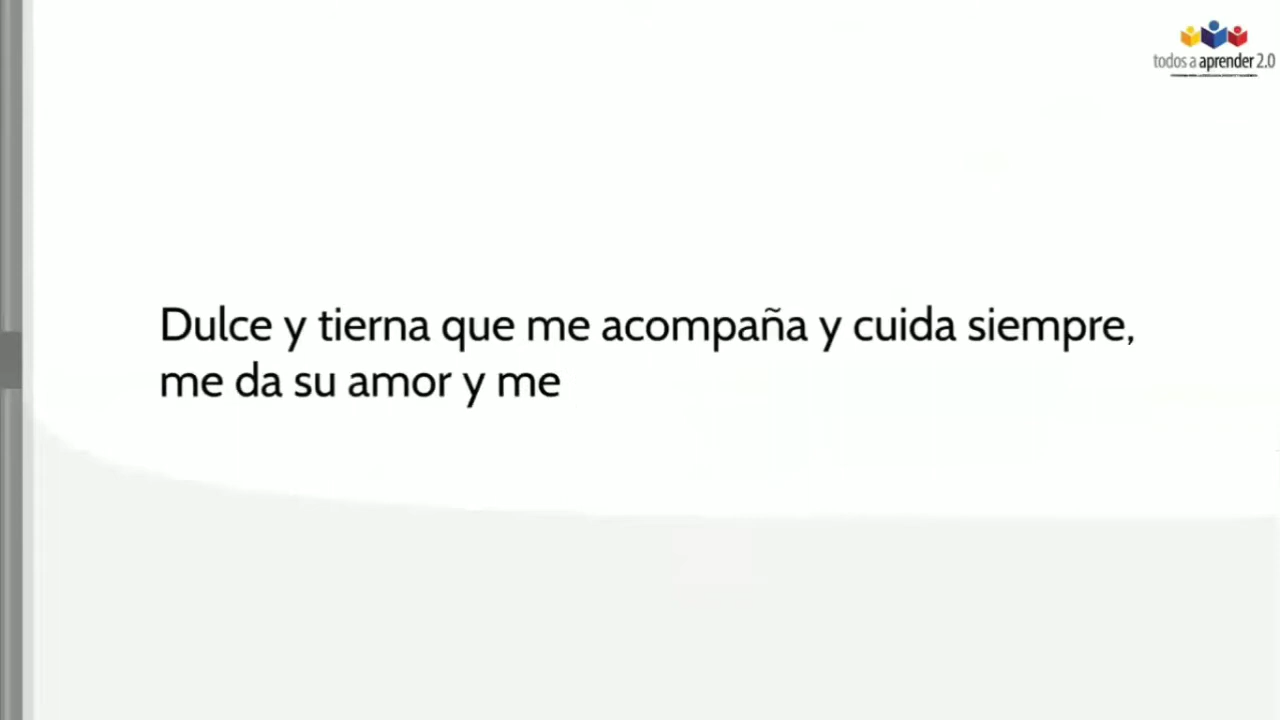 todos a aprender 2.0
Dulce y tierna que me acompaña y cuida siempre,
me da su amor y me